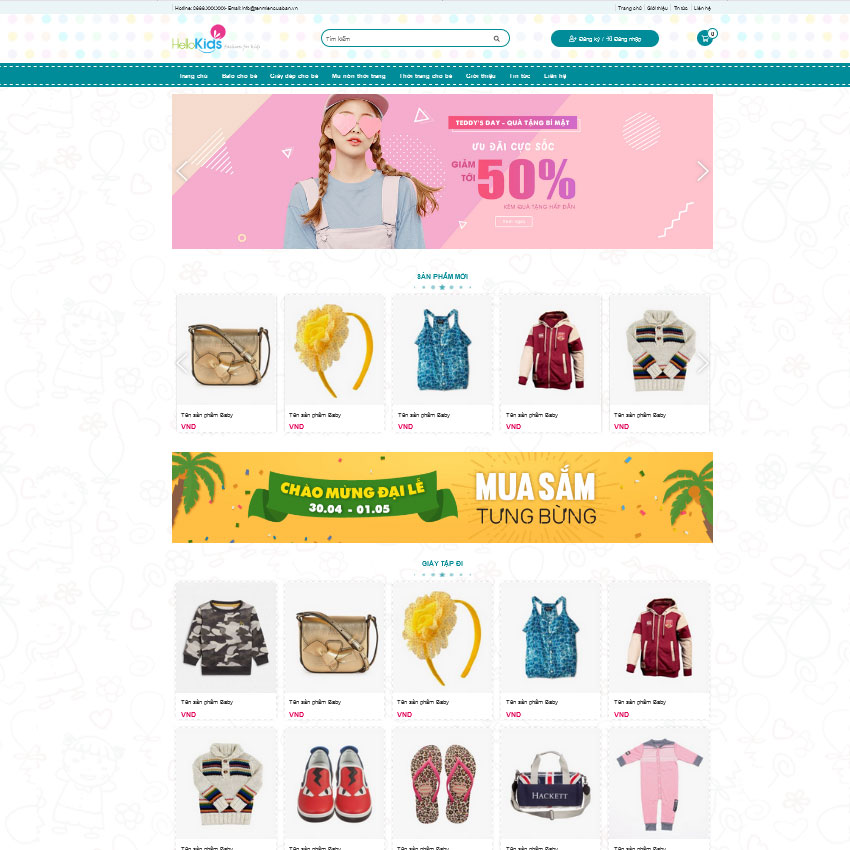 Hotline: 0986.XXX.XXX- Email: info@tenmiencuaban.vn
Trang chủ
Giới thiệu
Tin tức
Liên hệ
HelloKids
Tìm kiếm
Đăng ký / Đăng nhập
0
Trang chủ
Balo cho bé
Giày dép cho bé
Mũ nón thời trang
Thời trang cho bé
Giới thiệu
Tin tức
Liên hệ
TEDDY'S DAY - QUÀ TẶNG BÍ MẬT
ƯU ĐÃI CỰC SỐC
GIẢM TỚI 50%
KÈM QUÀ TẶNG HẤP DẪN
SẢN PHẨM MỚI
Tên sản phẩm Baby
VND
Tên sản phẩm Baby
VND
Tên sản phẩm Baby
VND
Tên sản phẩm Baby
VND
Tên sản phẩm Baby
VND
CHÀO MỪNG ĐẠI LỄ
30.04 - 01.05
MUA SẮM
TƯNG BỪNG
GIÀY TẬP ĐI
Tên sản phẩm Baby
VND
Tên sản phẩm Baby
VND
Tên sản phẩm Baby
VND
Tên sản phẩm Baby
VND
Tên sản phẩm Baby
VND
HACKETT
Tên sản phẩm Baby
Tên sản phẩm Baby
Tên sản phẩm Baby
Tên sản phẩm Baby
Tên sản phẩm Baby